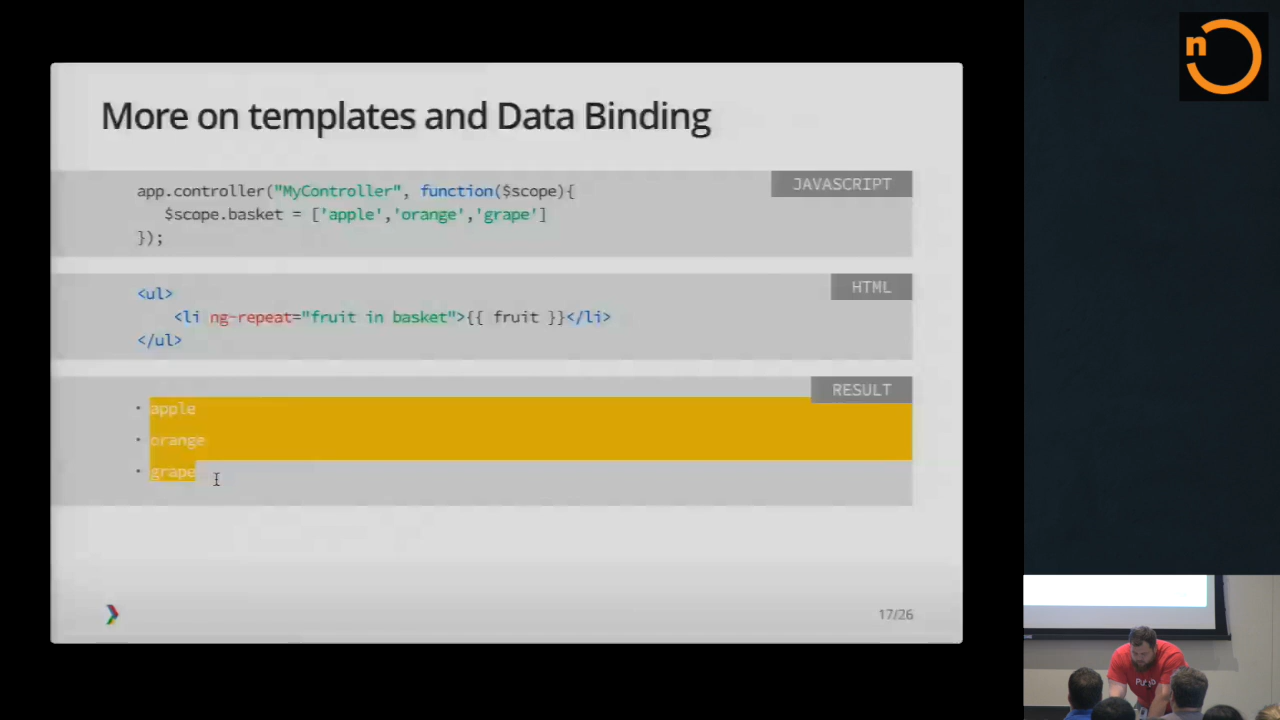 More on templates and Data Binding
JAVASCRIPT
app.controller("MyController", function($scope){
$scope.basket = ['apple','orange','grape']
});
HTML
<ul>
<li ng-repeat="fruit in basket">{{ fruit }}</li>
</ul>
RESULT
• apple
• orange
• grape
17/26
n